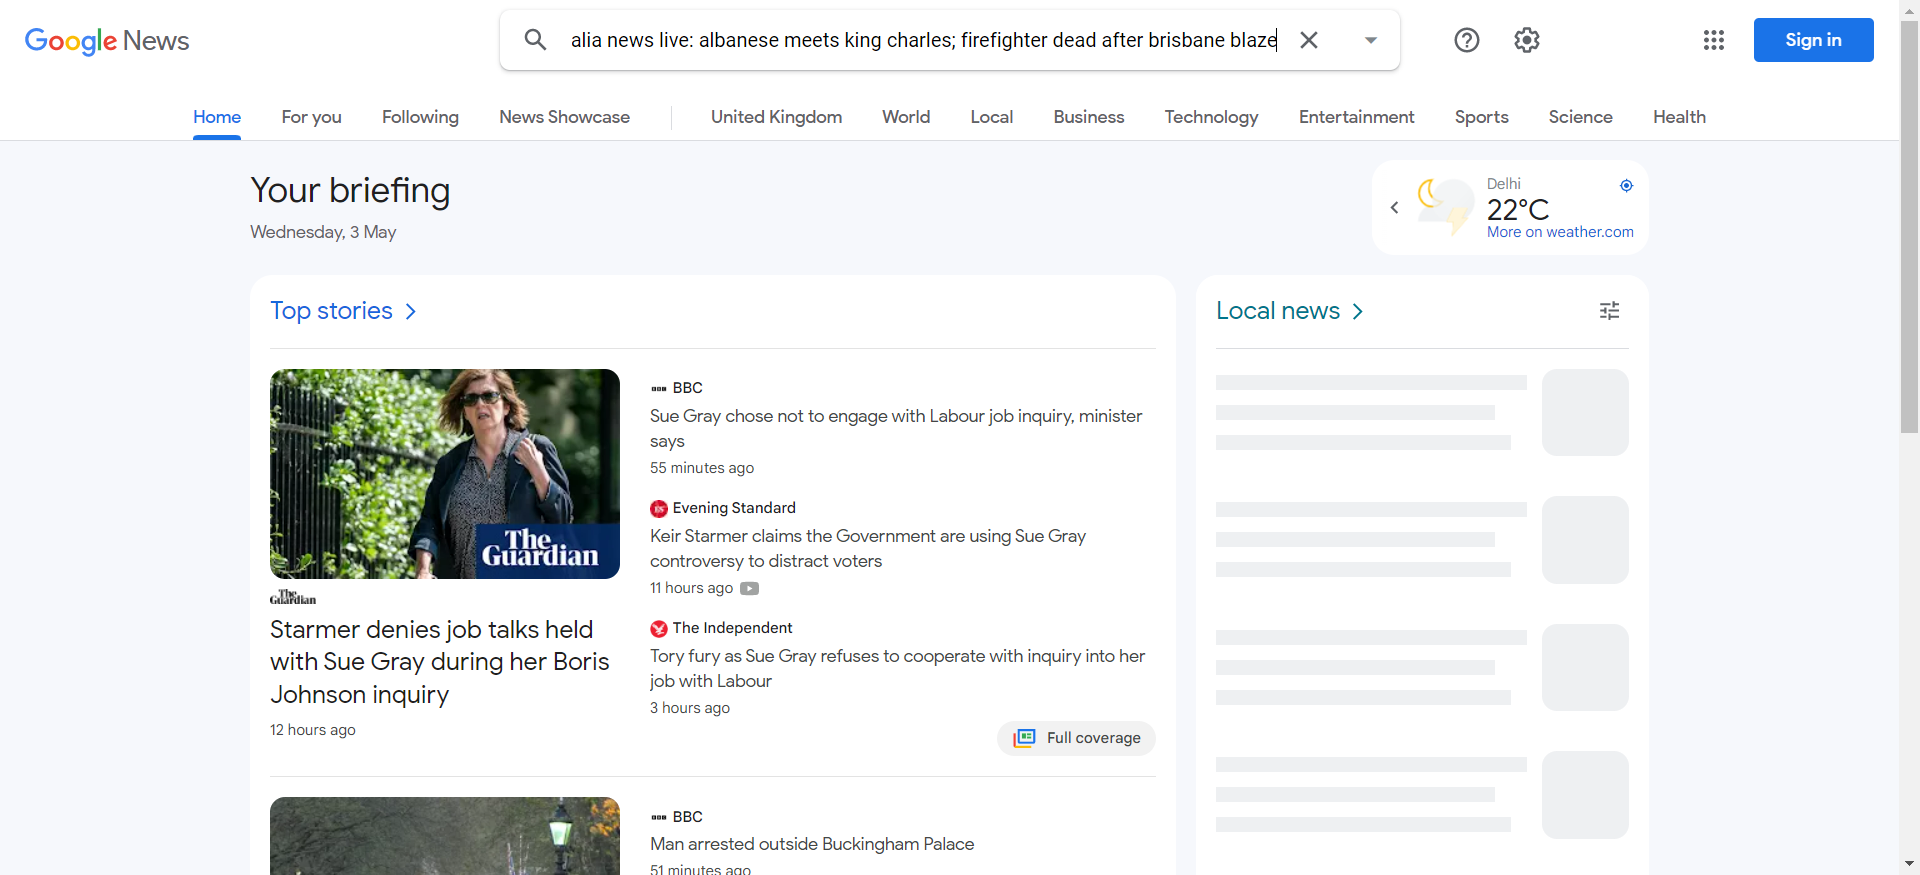 Google News
alia news live: albanese meets king charles; firefighter dead after brisbane blaze
Sign in
Home
For you
Following
News Showcase
United Kingdom
World
Local
Business
Technology
Entertainment
Sports
Science
Health
Your briefing
Wednesday, 3 May
Delhi
22°C
More on weather.com
Top stories
The
Guardian
The
Guardian
Starmer denies job talks held
with Sue Gray during her Boris
Johnson inquiry
12 hours ago
BBC
Sue Gray chose not to engage with Labour job inquiry, minister
says
55 minutes ago
Evening Standard
Keir Starmer claims the Government are using Sue Gray
controversy to distract voters
11 hours ago
The Independent
Tory fury as Sue Gray refuses to cooperate with inquiry into her
job with Labour
3 hours ago
Full coverage
BBC
Man arrested outside Buckingham Palace
51 minutes ago
Local news